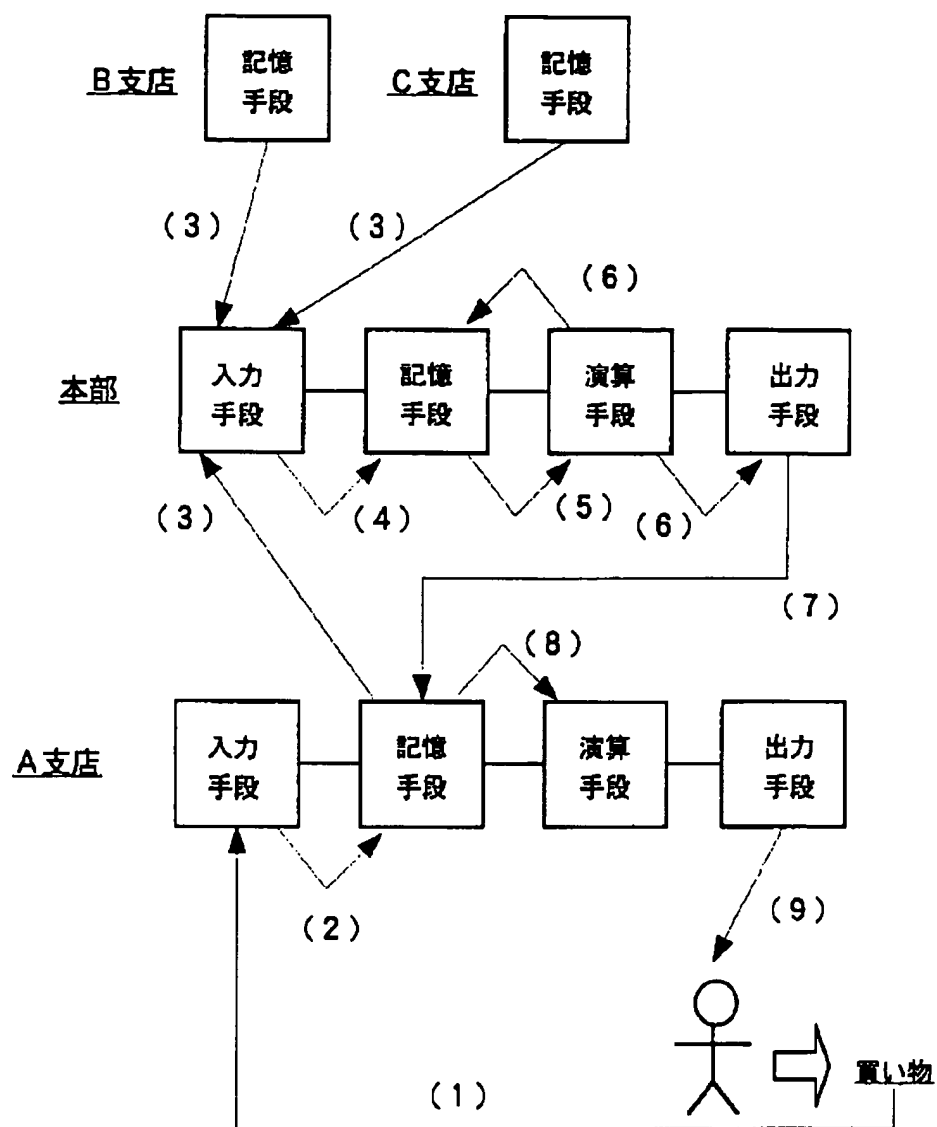 B支店
記憶
手段
C支店
記憶
手段
(3)
(3)
(6)
本部
入力
手段
記憶
手段
演算
手段
出力
手段
(3)
(4)
(5)
(6)
(7)
(8)
A支店
入力
手段
記憶
手段
演算
手段
出力
手段
(2)
(9)
買い物
(1)